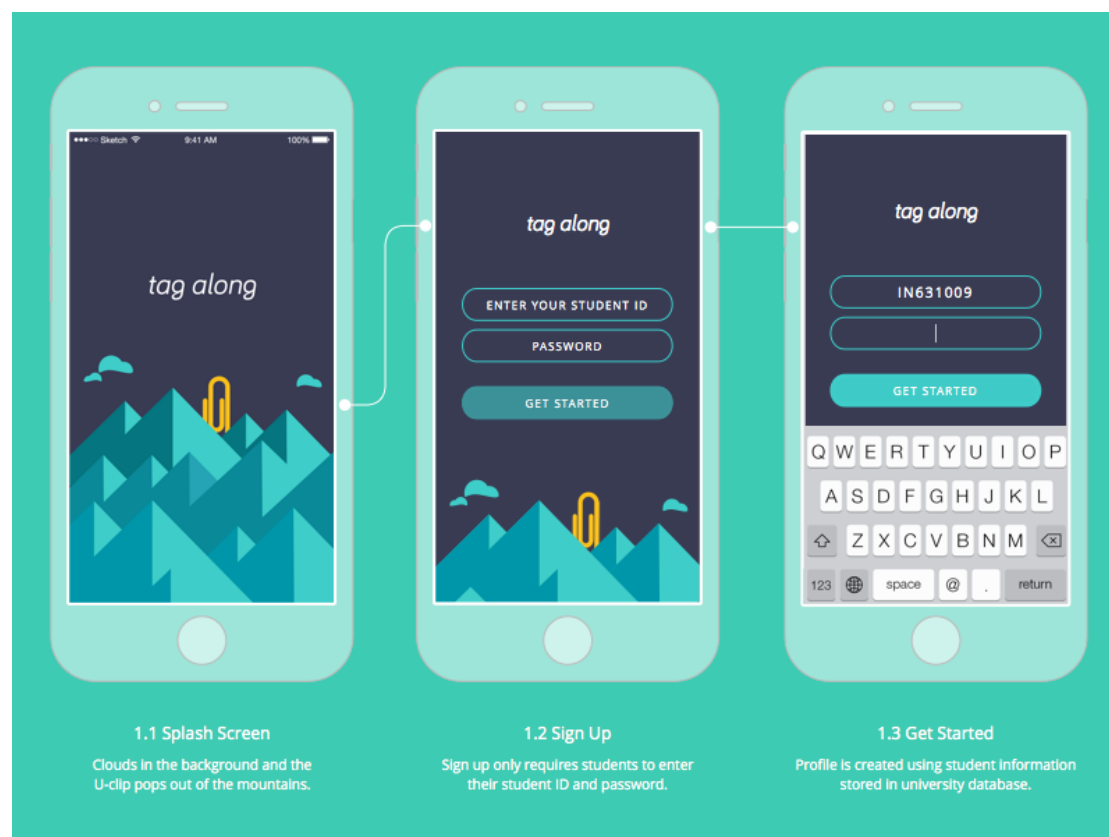 Sketch 9:41 AM 100%
tag along
1.1 Splash Screen
Clouds in the background and the
U-clip pops out of the mountains.
tag along
ENTER YOUR STUDENT ID
PASSWORD
GET STARTED
1.2 Sign Up
Sign up only requires students to enter
their student ID and password.
tag along
IN631009
GET STARTED
Q W E R T Y U I O P
A S D F G H J K L
Z X C V B N M
123 space @ . return
1.3 Get Started
Profile is created using student information
stored in university database.